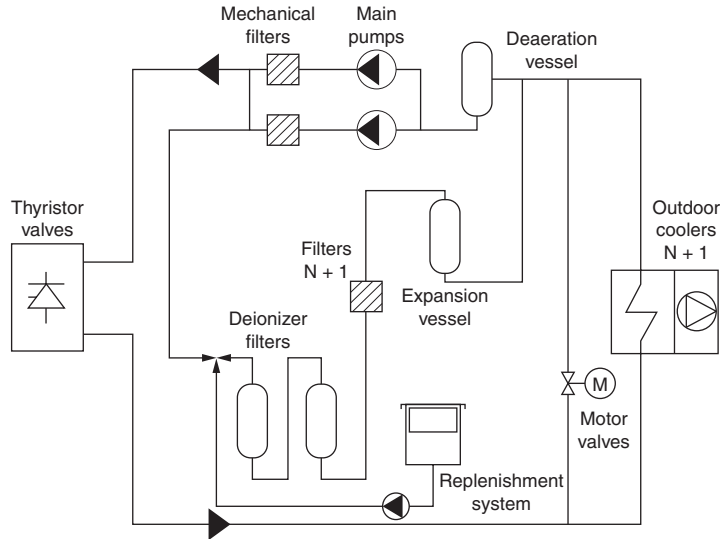 Mechanical
filters
Main
pumps
Deaeration
vessel
Thyristor
valves
Filters
N + 1
Expansion
vessel
Outdoor
coolers
N + 1
Deionizer
filters
M
Motor
valves
Replenishment
system